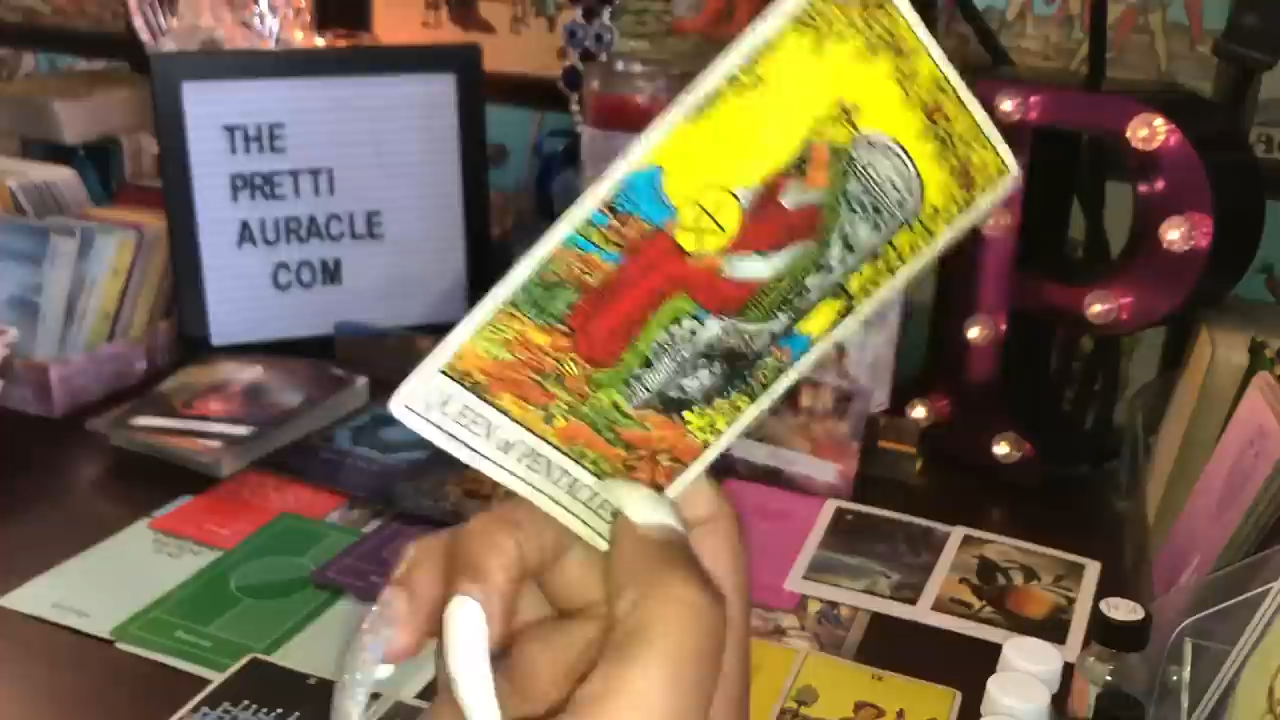 THE
PRETTI
AURACLE
COM
QUEEN of PENTACLES
P